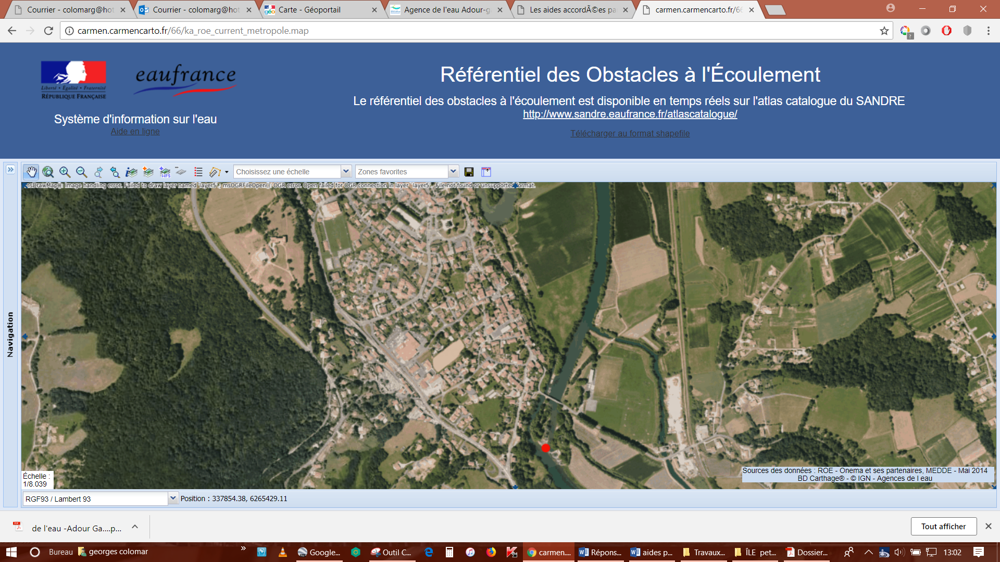 Courrier - colomarg@hot
Courrier - colomarg@hot
Carte - Géoportail
Agence de l'eau Adour-g
Les aides accordÃ©es pa
carmen.carmencarto.fr/66
carmen.carmencarto.fr/66/ka_roe_current_metropole.map
Liberté • Égalité • Fraternité
RÉPUBLIQUE FRANÇAISE
eaufrance
Système d'information sur l'eau
Aide en ligne
Référentiel des Obstacles à l'Écoulement
Le référentiel des obstacles à l'écoulement est disponible en temps réels sur l'atlas catalogue du SANDRE
http://www.sandre.eaufrance.fr/atlascatalogue/
Télécharger au format shapefile
Choisissez une échelle
Zones favorites
msDrawMap(): Image handling error. Failed to draw layer named 'layer5'., msOGRFileOpen(): OGR error. Open failed for OGR connection in layer `layer5'. File not found or unsupported format.
Navigation
Échelle :
1/8.039
Sources des données : ROE - Onema et ses partenaires, MEDDE - Mai 2014
BD Carthage® - © IGN - Agences de l eau
RGF93 / Lambert 93
Position : 337854.38, 6265429.11
de l'eau -Adour Ga....p...
Tout afficher
Bureau
georges colomar
Google...
Outil C...
carmen....
Répons...
aides p...
Travaux...
ÎLE pet...
Dossier...
13:02